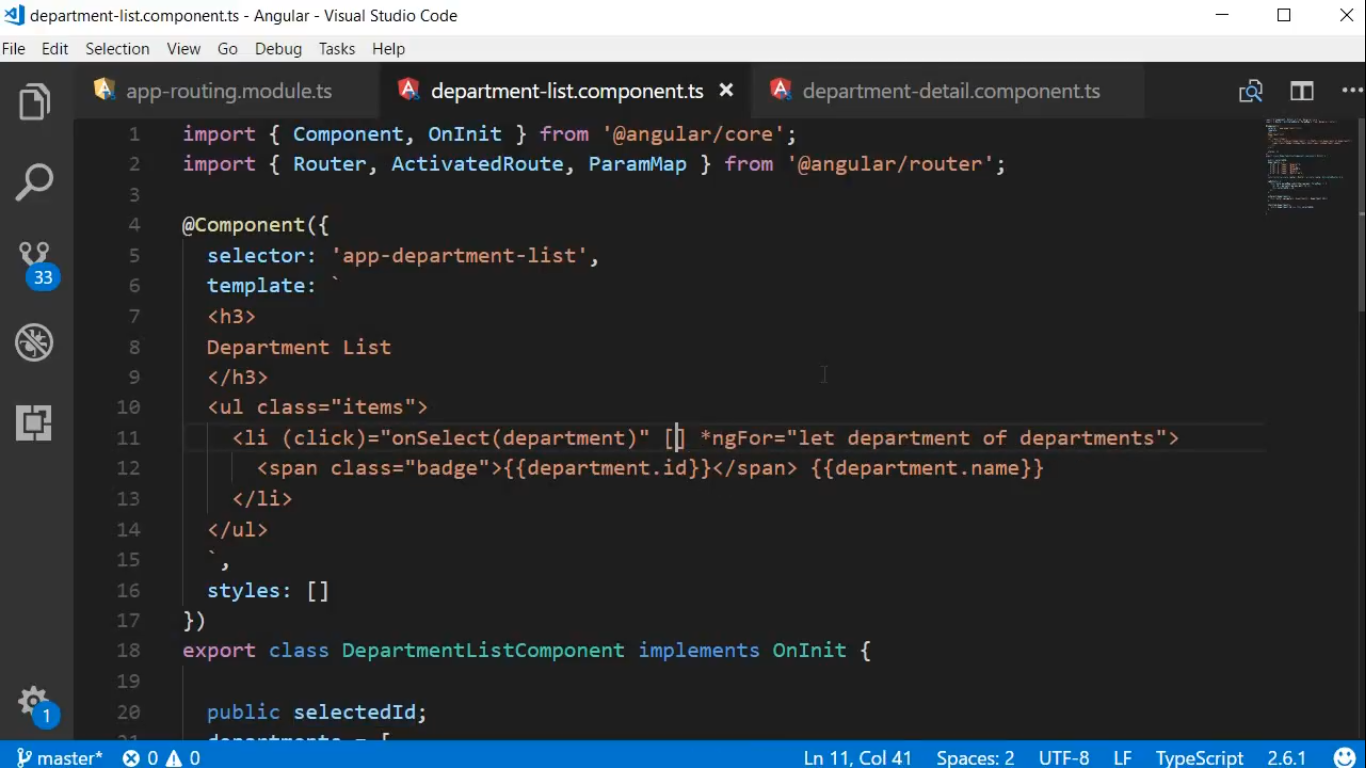 department-list.component.ts - Angular - Visual Studio Code
File Edit Selection View Go Debug Tasks Help
app-routing.module.ts department-list.component.ts department-detail.component.ts
1 import { Component, OnInit } from '@angular/core';
2 import { Router, ActivatedRoute, ParamMap } from '@angular/router';
3
4 @Component({
5 selector: 'app-department-list',
6 template: `
7 <h3>
8 Department List
9 </h3>
10 <ul class="items">
11 <li (click)="onSelect(department)" [] *ngFor="let department of departments">
12 <span class="badge">{{department.id}}</span> {{department.name}}
13 </li>
14 </ul>
15 `,
16 styles: []
17 })
18 export class DepartmentListComponent implements OnInit {
19
20 public selectedId;
21 departments = [
33
1
master* 0 0 Ln 11, Col 41 Spaces: 2 UTF-8 LF TypeScript 2.6.1